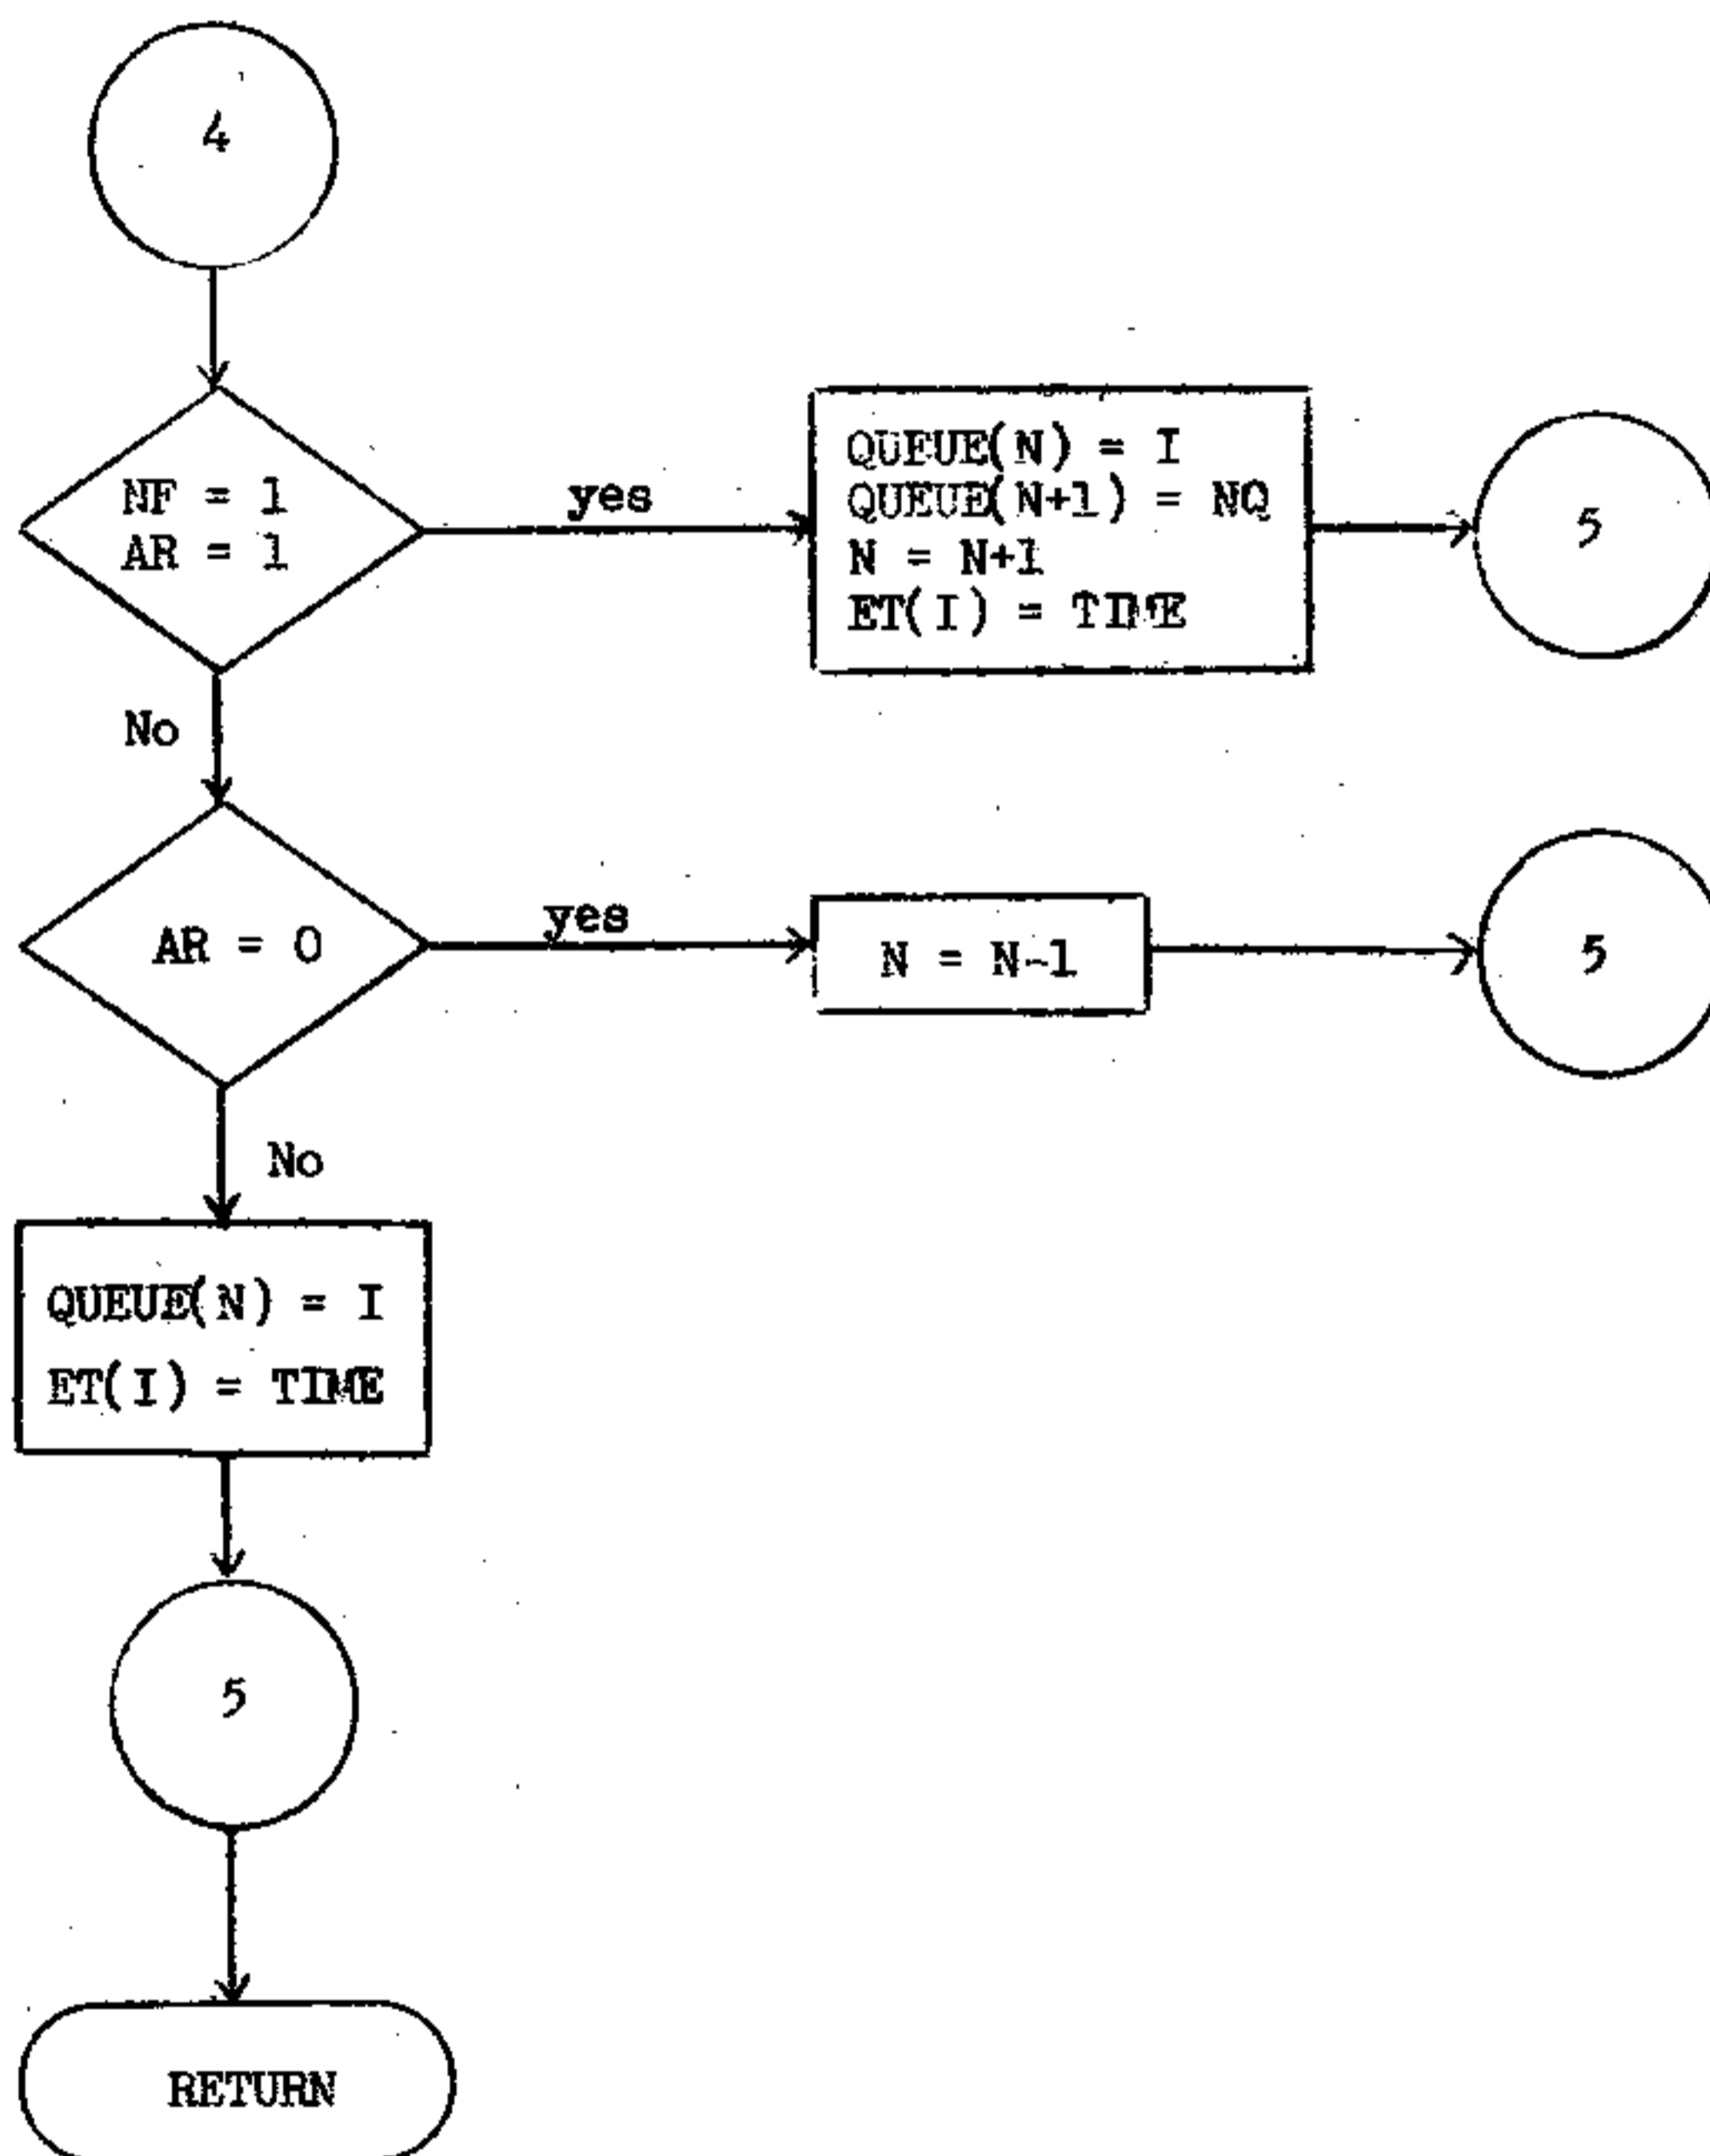 4
NF = 1
AR = 1
yes
QUEUE(N) = I
QUEUE(N+1) = NQ
N = N+1
ET(I) = TIME
5
No
AR = 0
yes
N = N-1
5
No
QUEUE(N) = I
ET(I) = TIME
5
RETURN